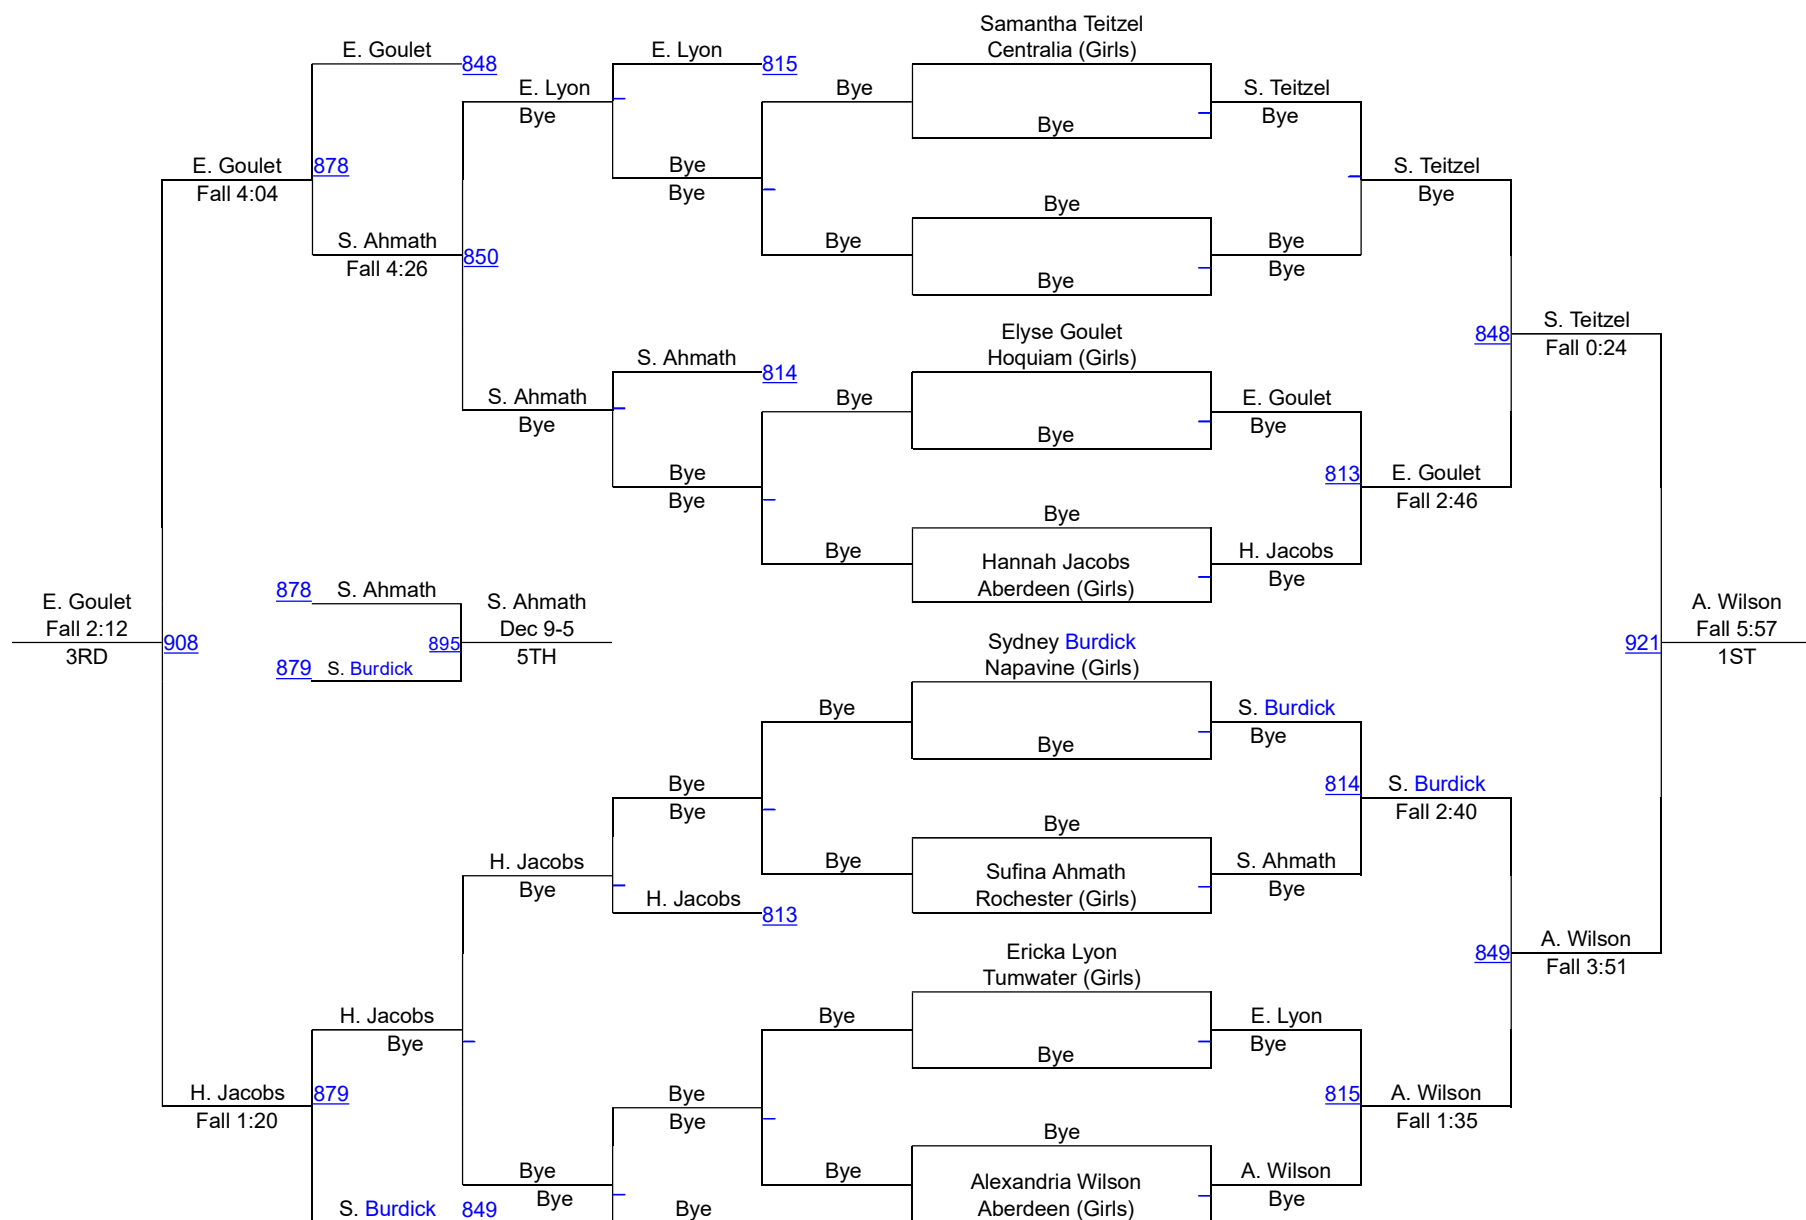 Samantha Teitzel
E. Goulet
848
E. Lyon
815
Centralia (Girls)
E. Lyon
Bye
Bye
S. Teitzel
Bye
Bye
E. Goulet
878
Bye
S. Teitzel
Fall 4:04
Bye
Bye
Bye
S. Ahmath
Bye
Bye
Fall 4:26
850
Bye
Bye
Elyse Goulet
848
S. Teitzel
S. Ahmath
814
Hoquiam (Girls)
Fall 0:24
S. Ahmath
Bye
E. Goulet
Bye
Bye
Bye
Bye
813
E. Goulet
Bye
Fall 2:46
Bye
Bye
Hannah Jacobs
H. Jacobs
878
S. Ahmath
Aberdeen (Girls)
Bye
E. Goulet
S. Ahmath
A. Wilson
Fall 2:12
Dec 9-5
Fall 5:57
908
895
Sydney Burdick
921
3RD
879
S. Burdick
5TH
Napavine (Girls)
1ST
Bye
S. Burdick
Bye
Bye
Bye
814
S. Burdick
Bye
Fall 2:40
Bye
H. Jacobs
Bye
Sufina Ahmath
S. Ahmath
Bye
H. Jacobs
813
Rochester (Girls)
Bye
Ericka Lyon
849
A. Wilson
Tumwater (Girls)
Fall 3:51
H. Jacobs
Bye
E. Lyon
Bye
Bye
Bye
H. Jacobs
879
Bye
815
A. Wilson
Fall 1:20
Bye
Fall 1:35
Bye
Bye
Bye
Alexandria Wilson
A. Wilson
S. Burdick
849
Bye
Bye
Aberdeen (Girls)
Bye